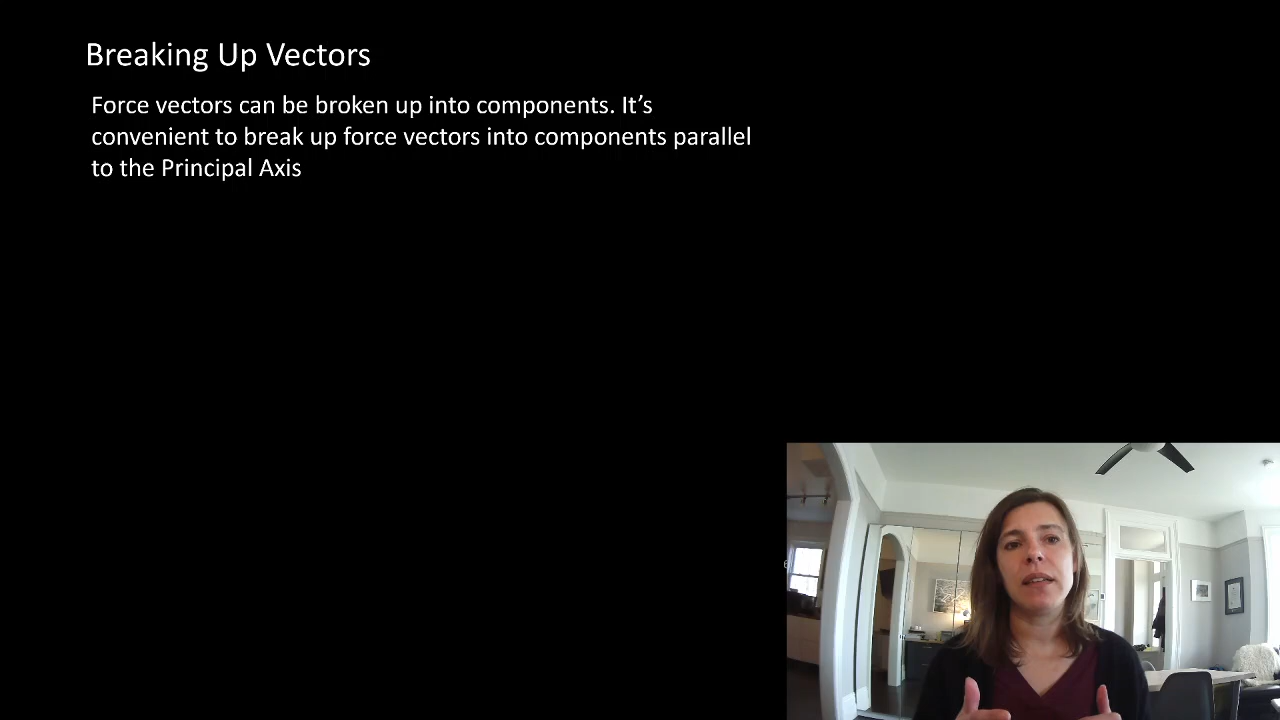 Breaking Up Vectors
Force vectors can be broken up into components. It’s
convenient to break up force vectors into components parallel
to the Principal Axis